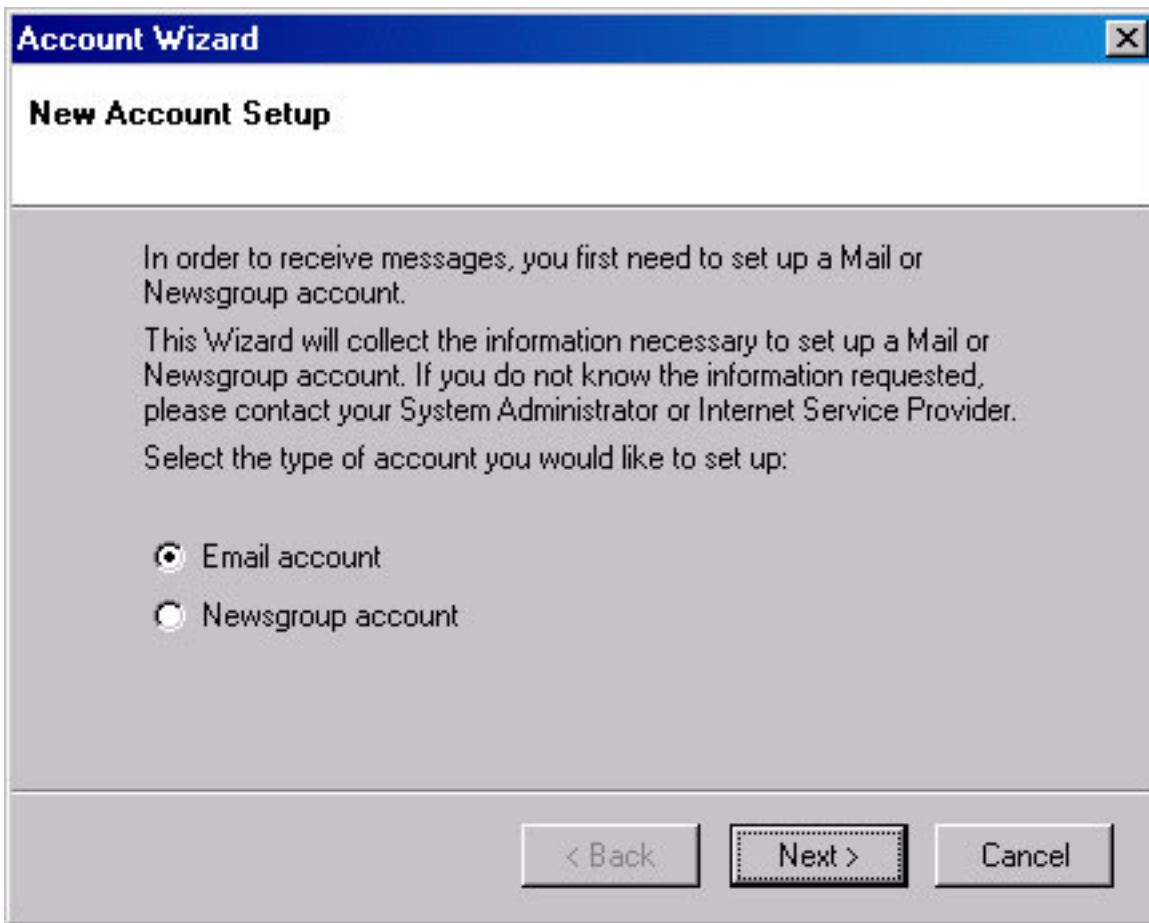 Account Wizard
New Account Setup
In order to receive messages, you first need to set up a Mail or
Newsgroup account.
This Wizard will collect the information necessary to set up a Mail or
Newsgroup account. If you do not know the information requested,
please contact your System Administrator or Internet Service Provider.
Select the type of account you would like to set up:
Email account
Newsgroup account
< Back
Next >
Cancel